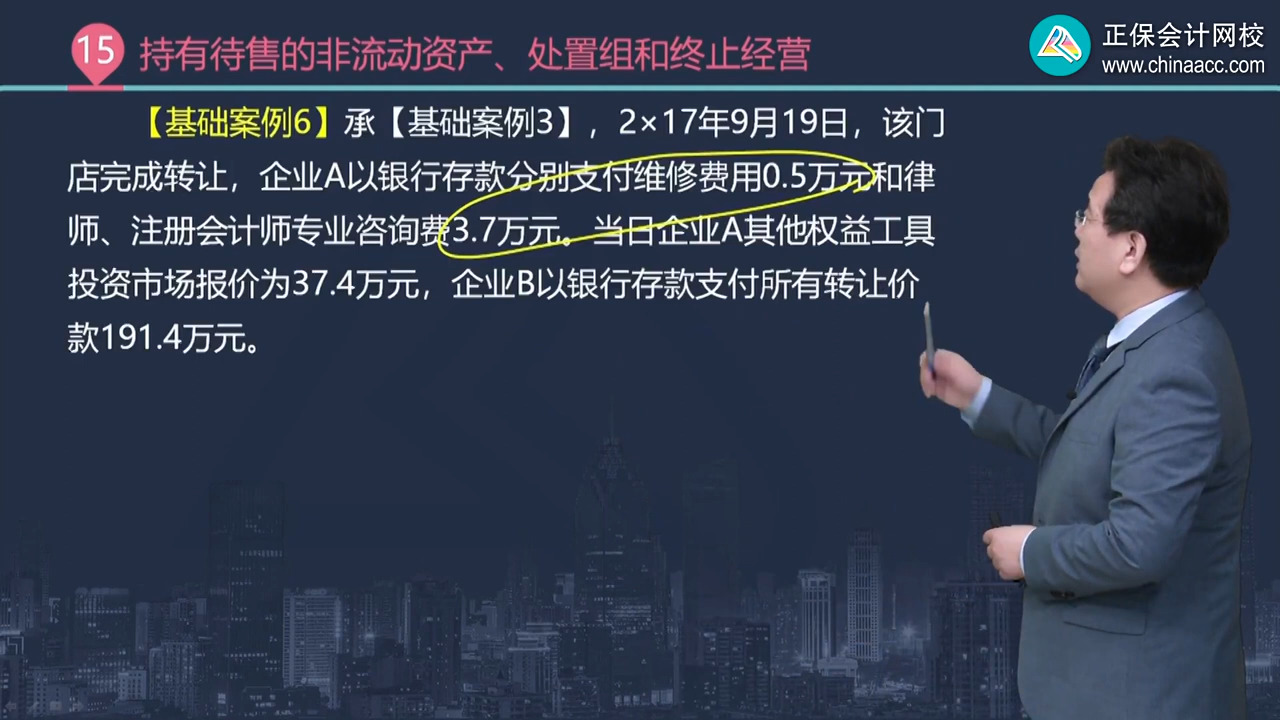 15 持有待售的非流动资产、处置组和终止经营
正保会计网校
www.chinaacc.com
【基础案例6】承【基础案例3】，2×17年9月19日，该门
店完成转让，企业A以银行存款分别支付维修费用0.5万元和律
师、注册会计师专业咨询费3.7万元。当日企业A其他权益工具
投资市场报价为37.4万元，企业B以银行存款支付所有转让价
款191.4万元。